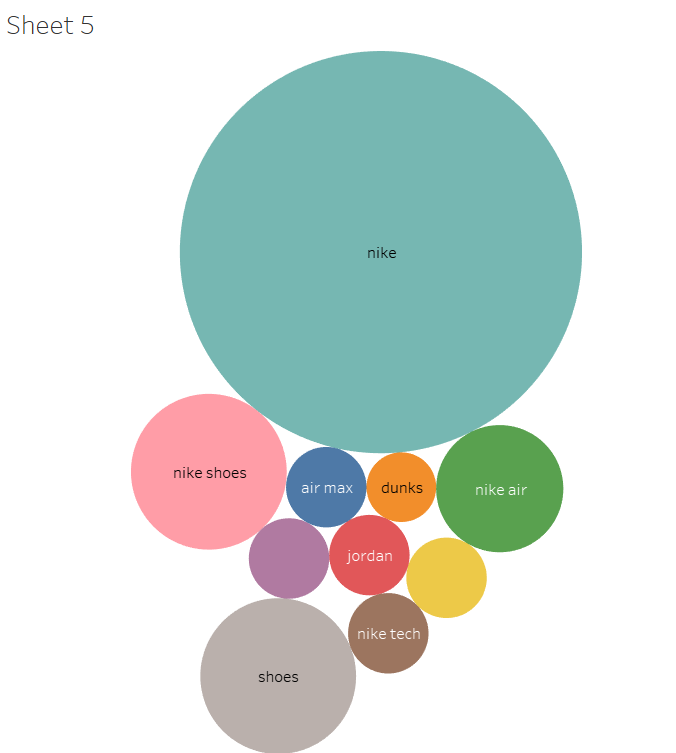 Sheet 5
nike
nike shoes
air max
dunks
nike air
jordan
nike tech
shoes